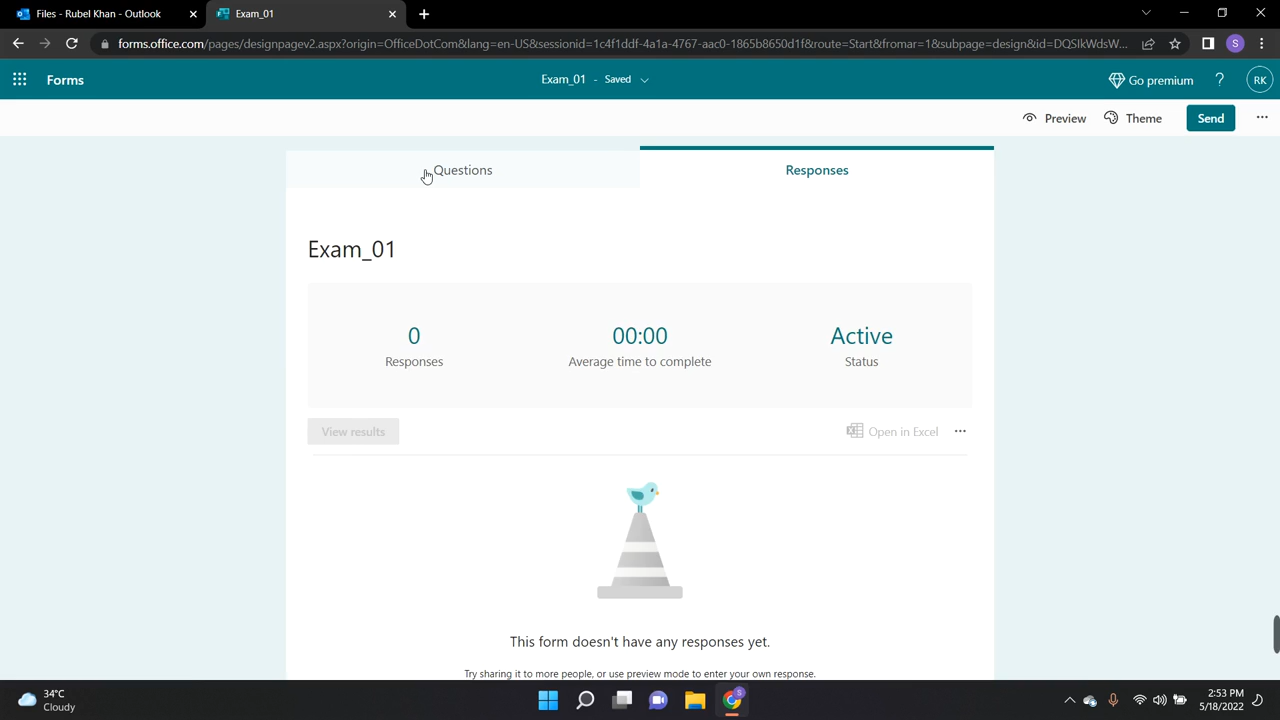 Files - Rubel Khan - Outlook
Exam_01
forms.office.com/pages/designpagev2.aspx?origin=OfficeDotCom&lang=en-US&sessionid=1c4f1ddf-4a1a-4767-aac0-1865b8650d1f&route=Start&fromar=1&subpage=design&id=DQSIkWdsW...
S
Forms
Exam_01 - Saved
Go premium
?
RK
Preview
Theme
Send
Questions
Responses
Exam_01
0
00:00
Active
Responses
Average time to complete
Status
View results
Open in Excel
This form doesn't have any responses yet.
Try sharing it to more people, or use preview mode to enter your own response.
34°C
Cloudy
S
2:53 PM
5/18/2022